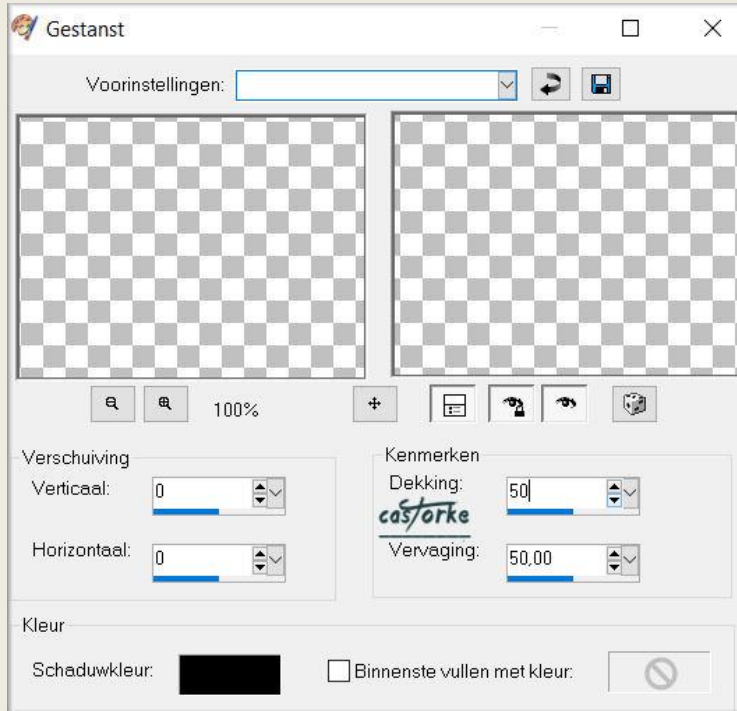 Gestanst
Voorinstellingen:
100%
Verschuiving
Verticaal: 0
Horizontaal: 0
Kenmerken
Dekking: 50
castorke
Vervaging: 50,00
Kleur
Schaduwkleur:
Binnenste vullen met kleur: